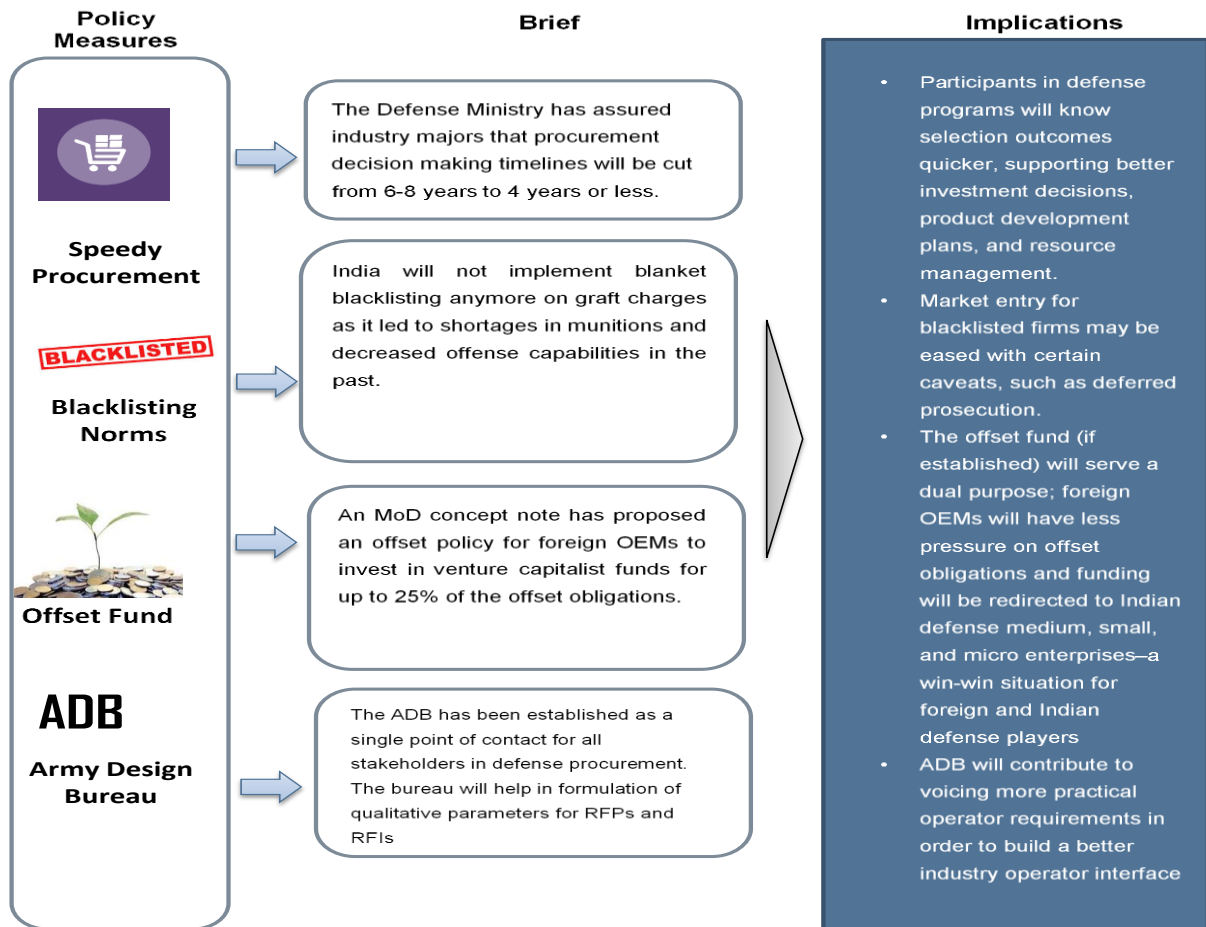 Policy
Measures
Brief
Implications
Speedy
Procurement
The Defense Ministry has assured
industry majors that procurement
decision making timelines will be cut
from 6-8 years to 4 years or less.
BLACKLISTED
Blacklisting
Norms
India will not implement blanket
blacklisting anymore on graft charges
as it led to shortages in munitions and
decreased offense capabilities in the
past.
Offset Fund
An MoD concept note has proposed
an offset policy for foreign OEMs to
invest in venture capitalist funds for
up to 25% of the offset obligations.
ADB
Army Design
Bureau
The ADB has been established as a
single point of contact for all
stakeholders in defense procurement.
The bureau will help in formulation of
qualitative parameters for RFPs and
RFIs
• Participants in defense
programs will know
selection outcomes
quicker, supporting better
investment decisions,
product development
plans, and resource
management.
• Market entry for
blacklisted firms may be
eased with certain
caveats, such as deferred
prosecution.
• The offset fund (if
established) will serve a
dual purpose; foreign
OEMs will have less
pressure on offset
obligations and funding
will be redirected to Indian
defense medium, small,
and micro enterprises—a
win-win situation for
foreign and Indian
defense players
• ADB will contribute to
voicing more practical
operator requirements in
order to build a better
industry operator interface